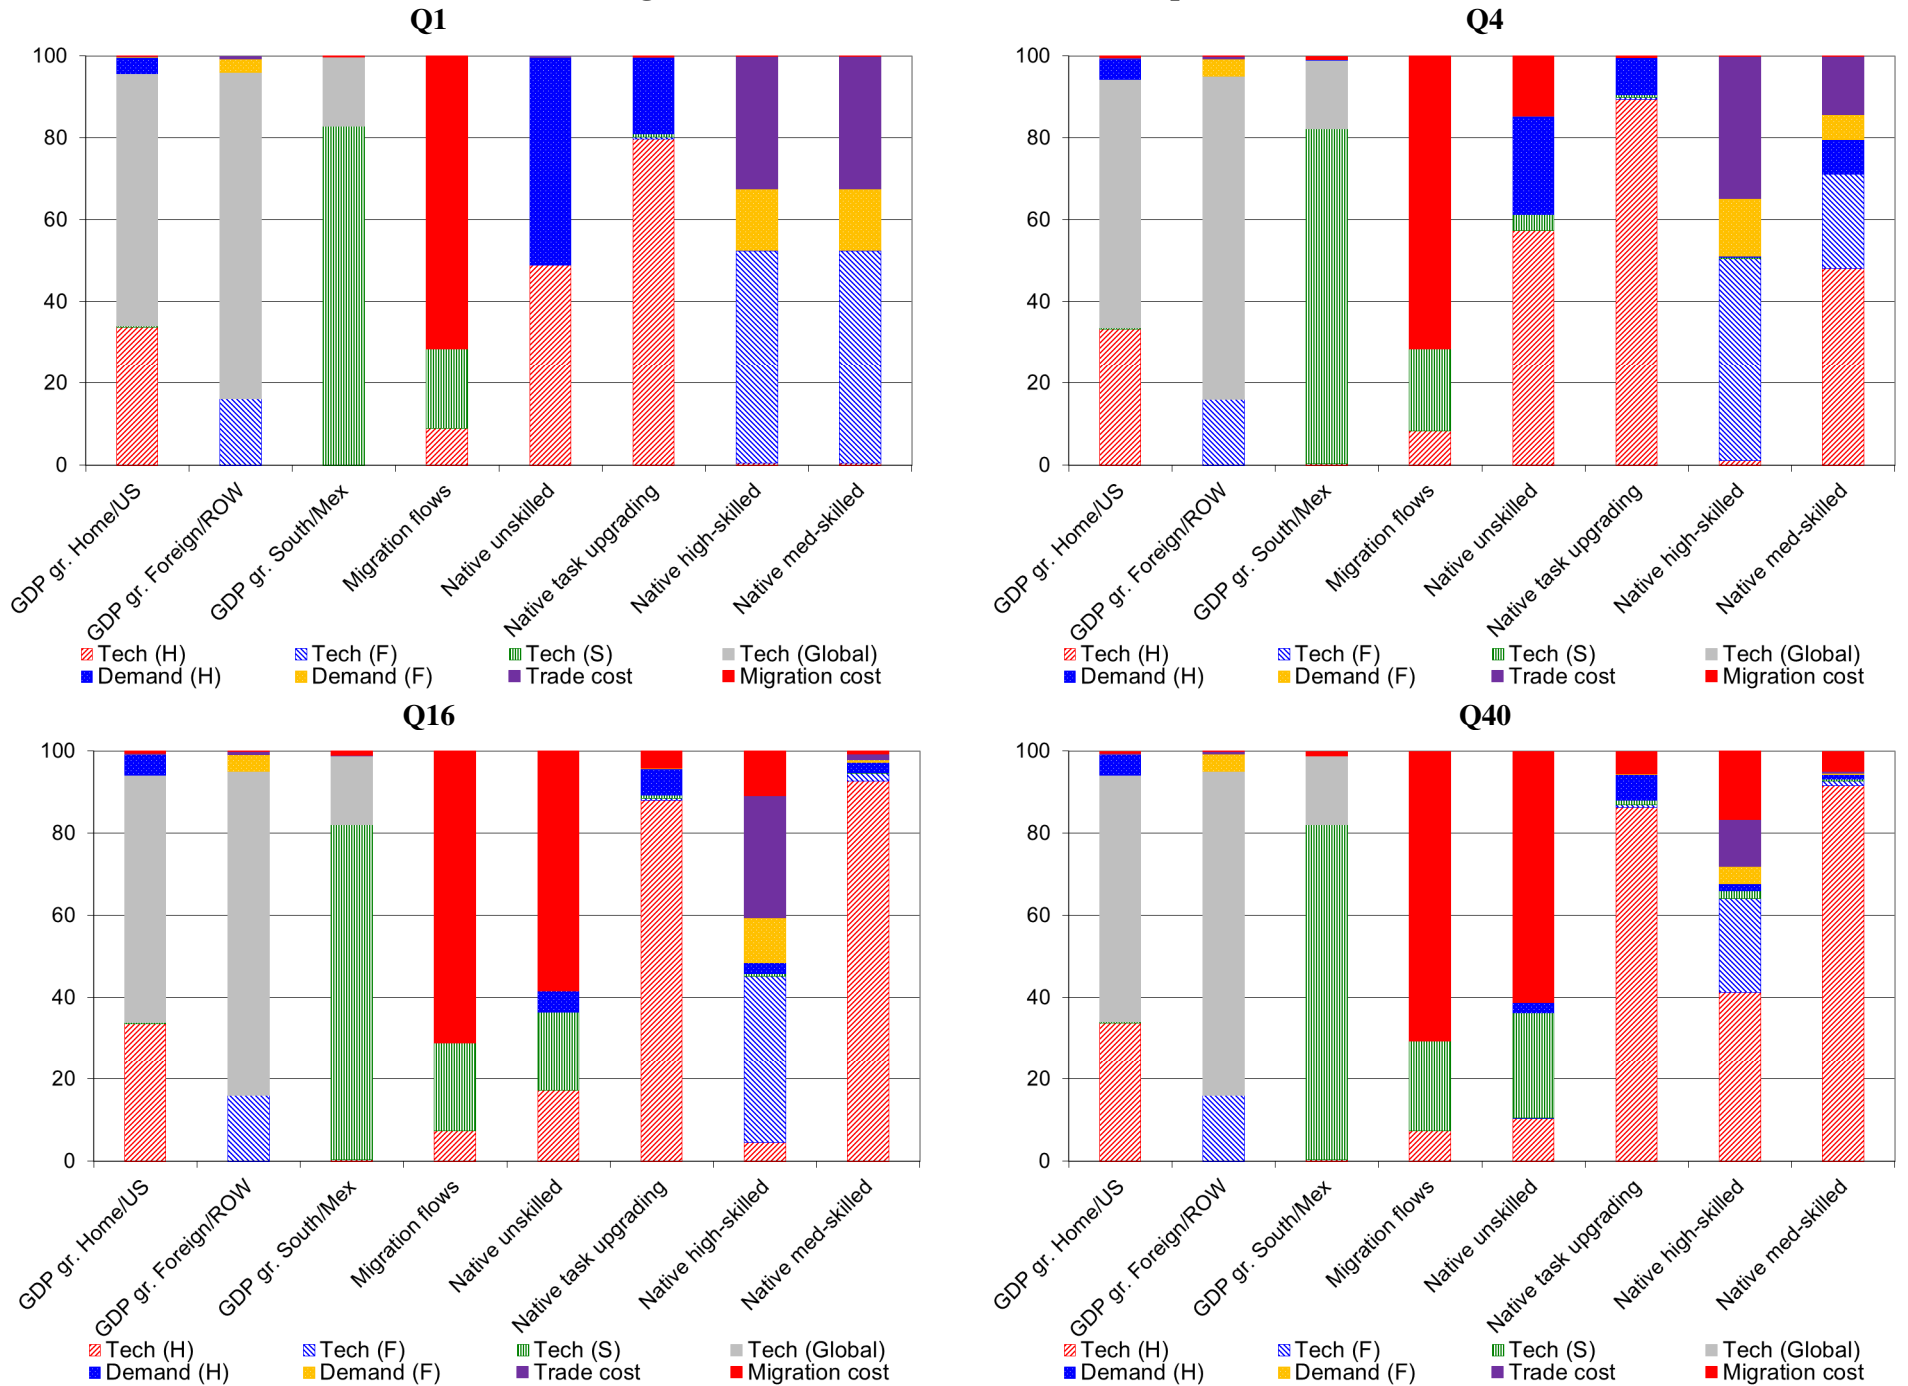 Q1
100
80
60
40
20
0
GDP gr. Home/US
GDP gr. Foreign/ROW
GDP gr. South/Mex
Migration flows
Native unskilled
Native task upgrading
Native high-skilled
Native med-skilled
Tech (H) Tech (F) Tech (S) Tech (Global)
Demand (H) Demand (F) Trade cost Migration cost
Q4
100
80
60
40
20
0
GDP gr. Home/US
GDP gr. Foreign/ROW
GDP gr. South/Mex
Migration flows
Native unskilled
Native task upgrading
Native high-skilled
Native med-skilled
Tech (H) Tech (F) Tech (S) Tech (Global)
Demand (H) Demand (F) Trade cost Migration cost
Q16
100
80
60
40
20
0
GDP gr. Home/US
GDP gr. Foreign/ROW
GDP gr. South/Mex
Migration flows
Native unskilled
Native task upgrading
Native high-skilled
Native med-skilled
Tech (H) Tech (F) Tech (S) Tech (Global)
Demand (H) Demand (F) Trade cost Migration cost
Q40
100
80
60
40
20
0
GDP gr. Home/US
GDP gr. Foreign/ROW
GDP gr. South/Mex
Migration flows
Native unskilled
Native task upgrading
Native high-skilled
Native med-skilled
Tech (H) Tech (F) Tech (S) Tech (Global)
Demand (H) Demand (F) Trade cost Migration cost